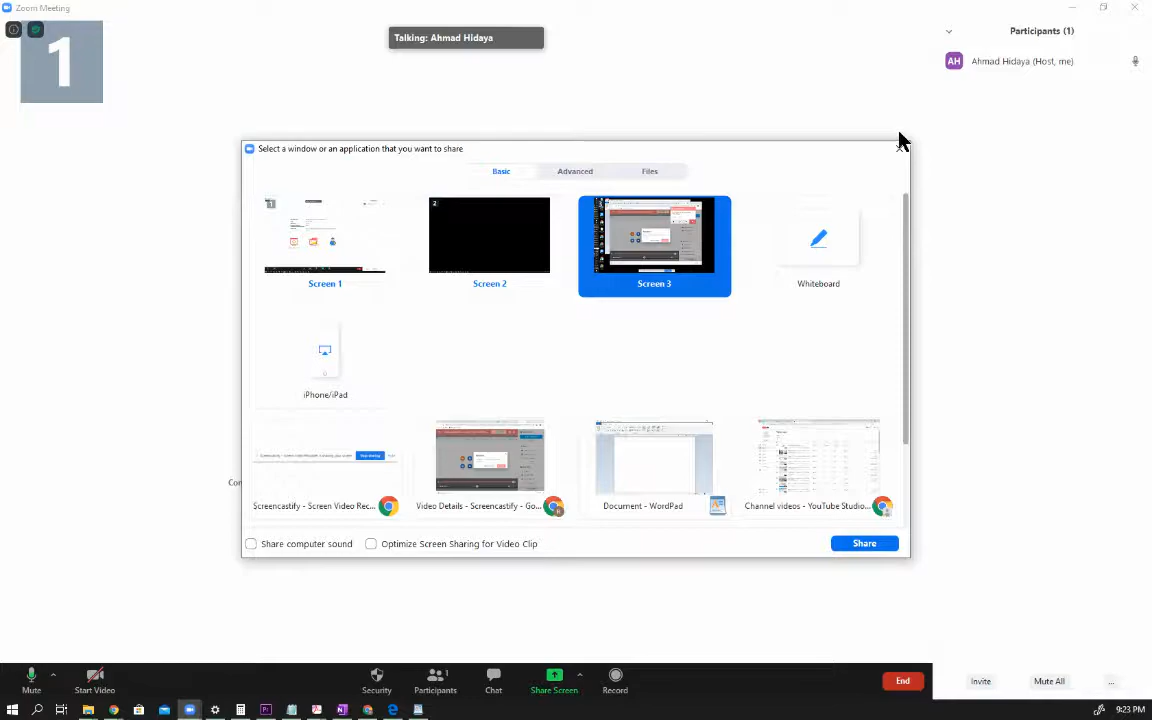 Zoom Meeting
1
Talking: Ahmad Hidaya
Participants (1)
AH Ahmad Hidaya (Host, me)
Select a window or an application that you want to share
Basic Advanced Files
1
2
Screen 1 Screen 2 Screen 3 Whiteboard
iPhone/iPad
Screencastify - Screen Video Rec... Video Details - Screencastify - Go... Document - WordPad Channel videos - YouTube Studio...
Share computer sound Optimize Screen Sharing for Video Clip Share
Mute Start Video Security Participants 1 Chat Share Screen Record End Invite Mute All ...
9:23 PM